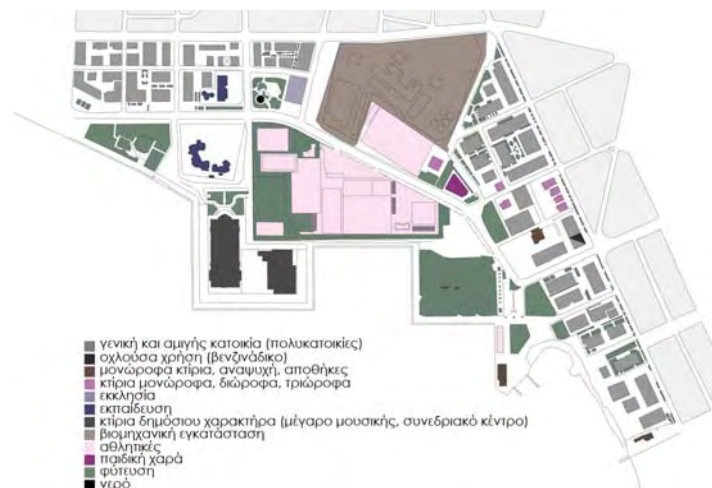 γενική και αμιγής κατοικία (πολυκατοικίες)
οχλούσα χρήση (βενζινάδικο)
μονώροφα κτίρια, αναψυχή, αποθήκες
κτίρια μονώροφα, διώροφα, τριώροφα
εκκλησία
εκπαίδευση
κτίρια δημόσιου χαρακτήρα (μέγαρο μουσικής, συνεδριακό κέντρο)
βιομηχανική εγκατάσταση
αθλητικές
παιδική χαρά
φύτευση
νερό